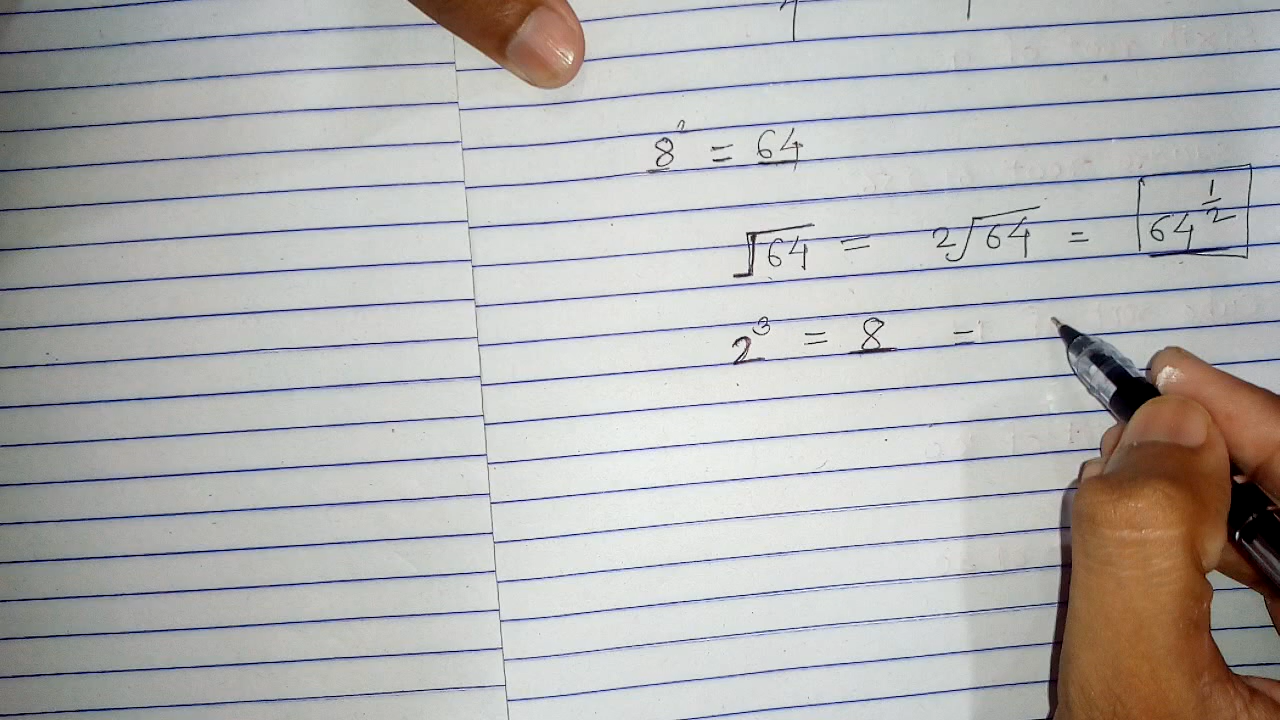 8² = 64
√64 = 2√64 = 64^1/2
2³ = 8 =